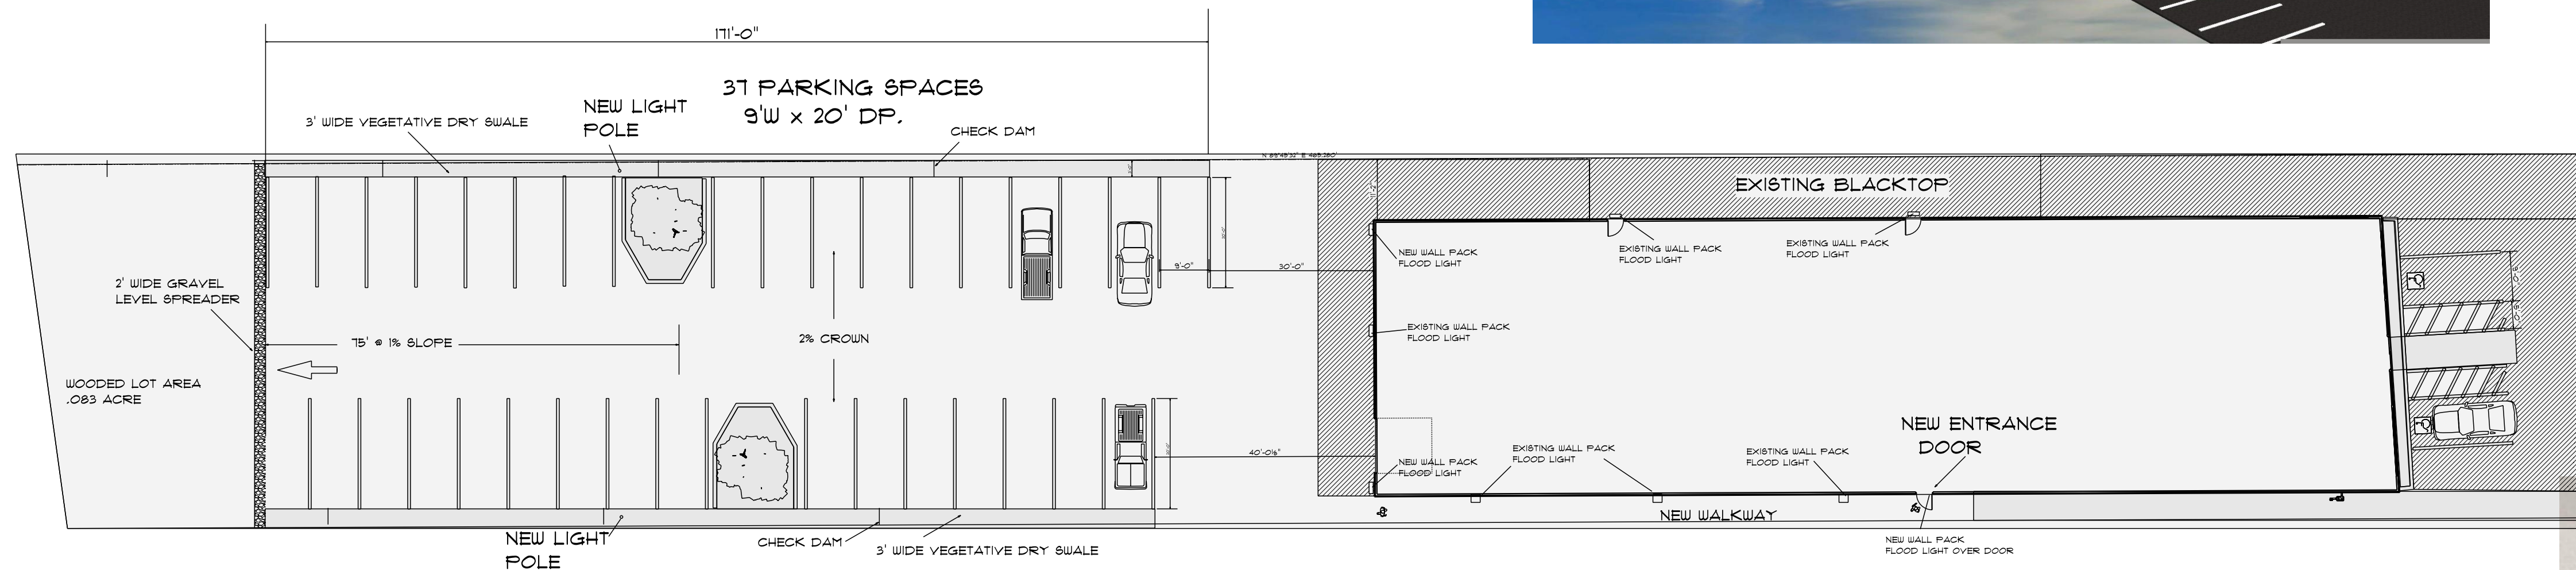 171'-0"
37 PARKING SPACES
9'W x 20' DP.
NEW LIGHT
POLE
3' WIDE VEGETATIVE DRY SWALE
CHECK DAM
EXISTING BLACKTOP
NEW WALL PACK
FLOOD LIGHT
EXISTING WALL PACK
FLOOD LIGHT
EXISTING WALL PACK
FLOOD LIGHT
9'-0"
30'-0"
2' WIDE GRAVEL
LEVEL SPREADER
75' @ 1% SLOPE
2% CROWN
EXISTING WALL PACK
FLOOD LIGHT
WOODED LOT AREA
.083 ACRE
NEW ENTRANCE
DOOR
40'-0⅛"
NEW WALL PACK
FLOOD LIGHT
EXISTING WALL PACK
FLOOD LIGHT
EXISTING WALL PACK
FLOOD LIGHT
NEW WALKWAY
NEW LIGHT
POLE
CHECK DAM
3' WIDE VEGETATIVE DRY SWALE
NEW WALL PACK
FLOOD LIGHT OVER DOOR